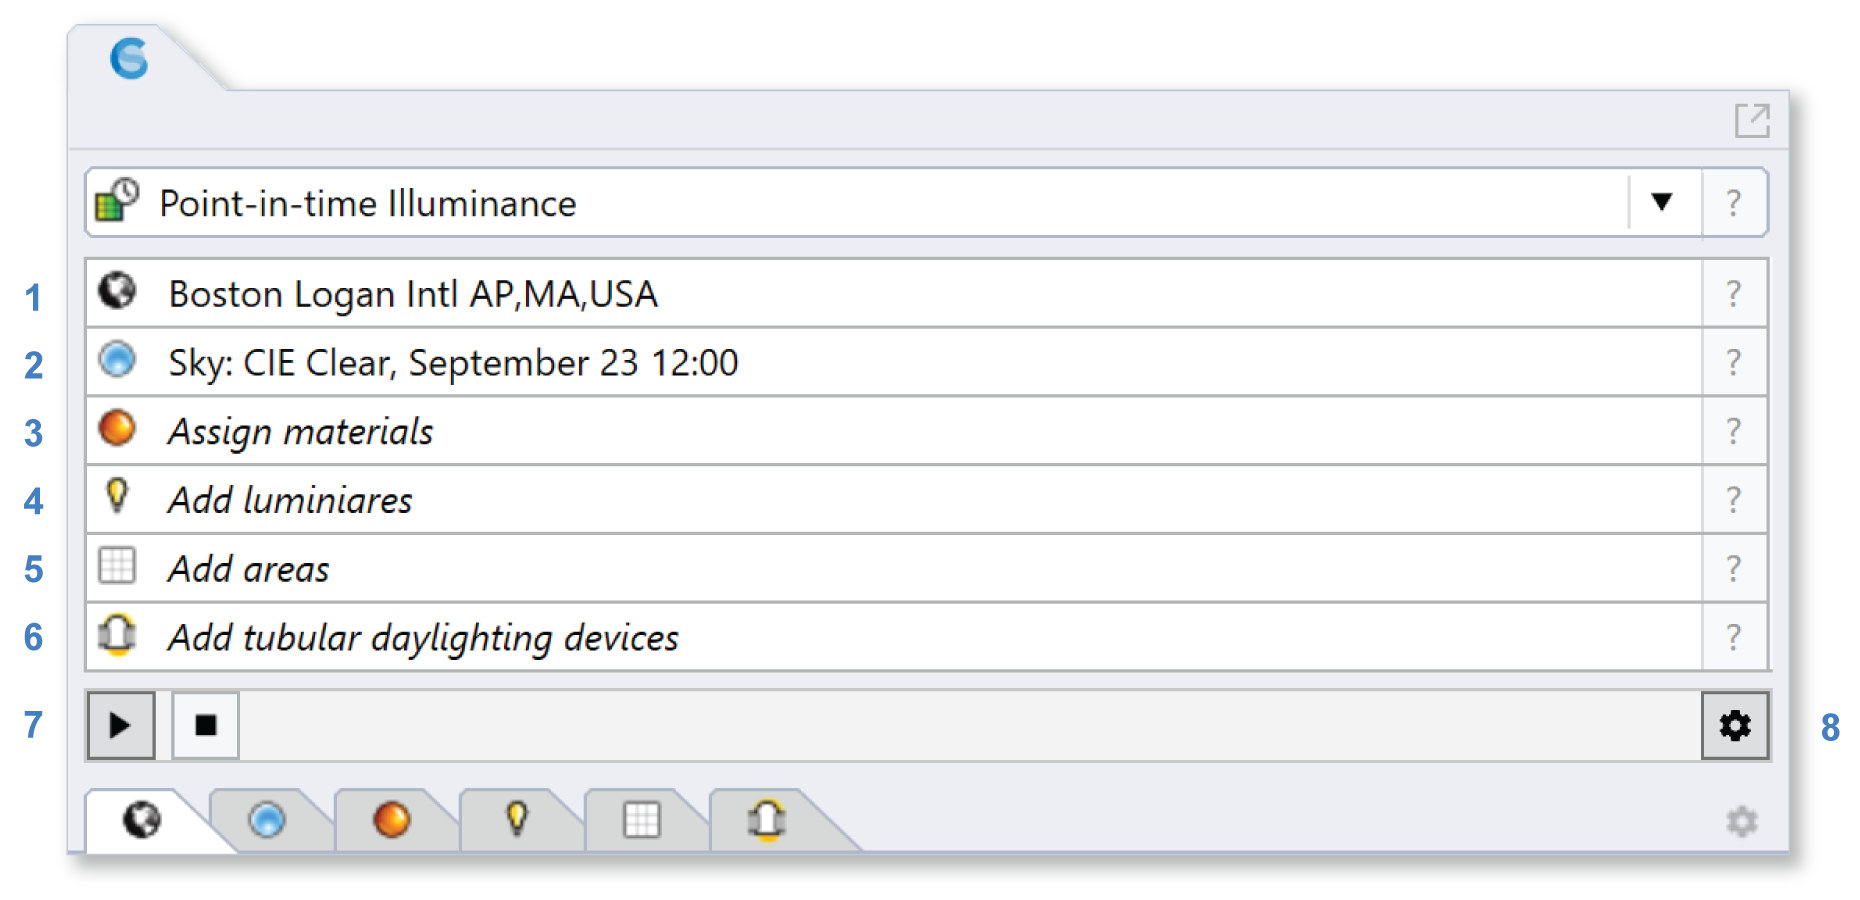 Point-in-time Illuminance ?
1 Boston Logan Intl AP,MA,USA ?
2 Sky: CIE Clear, September 23 12:00 ?
3 Assign materials ?
4 Add luminiares ?
5 Add areas ?
6 Add tubular daylighting devices ?
7 8